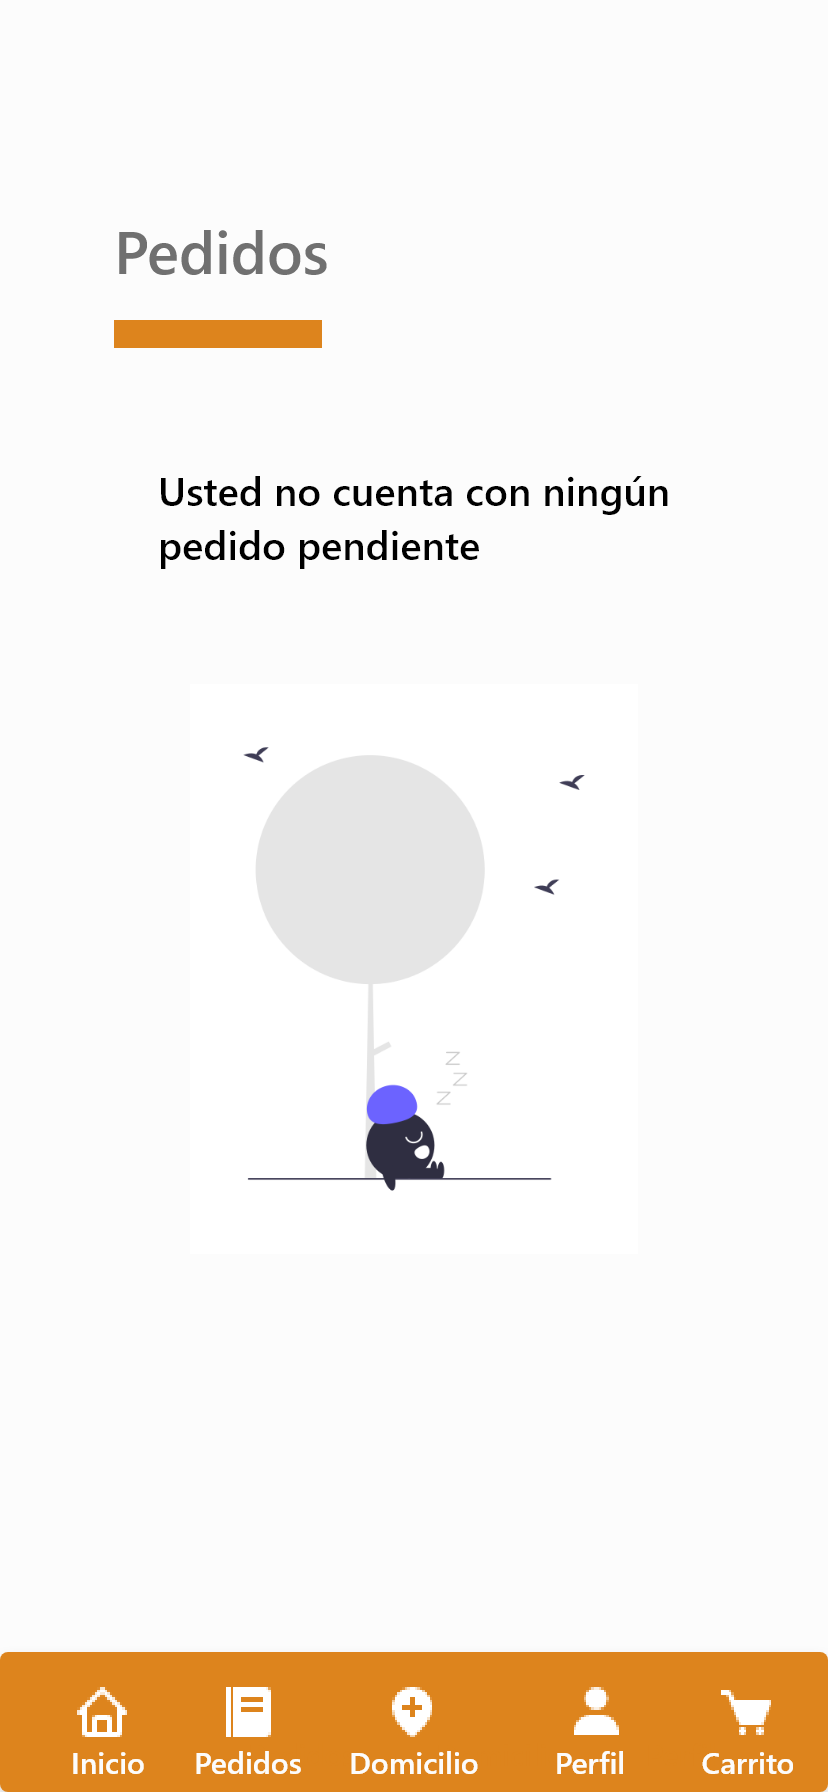 Pedidos
Usted no cuenta con ningún
pedido pendiente
Z
Z
Z
Inicio Pedidos Domicilio Perfil Carrito